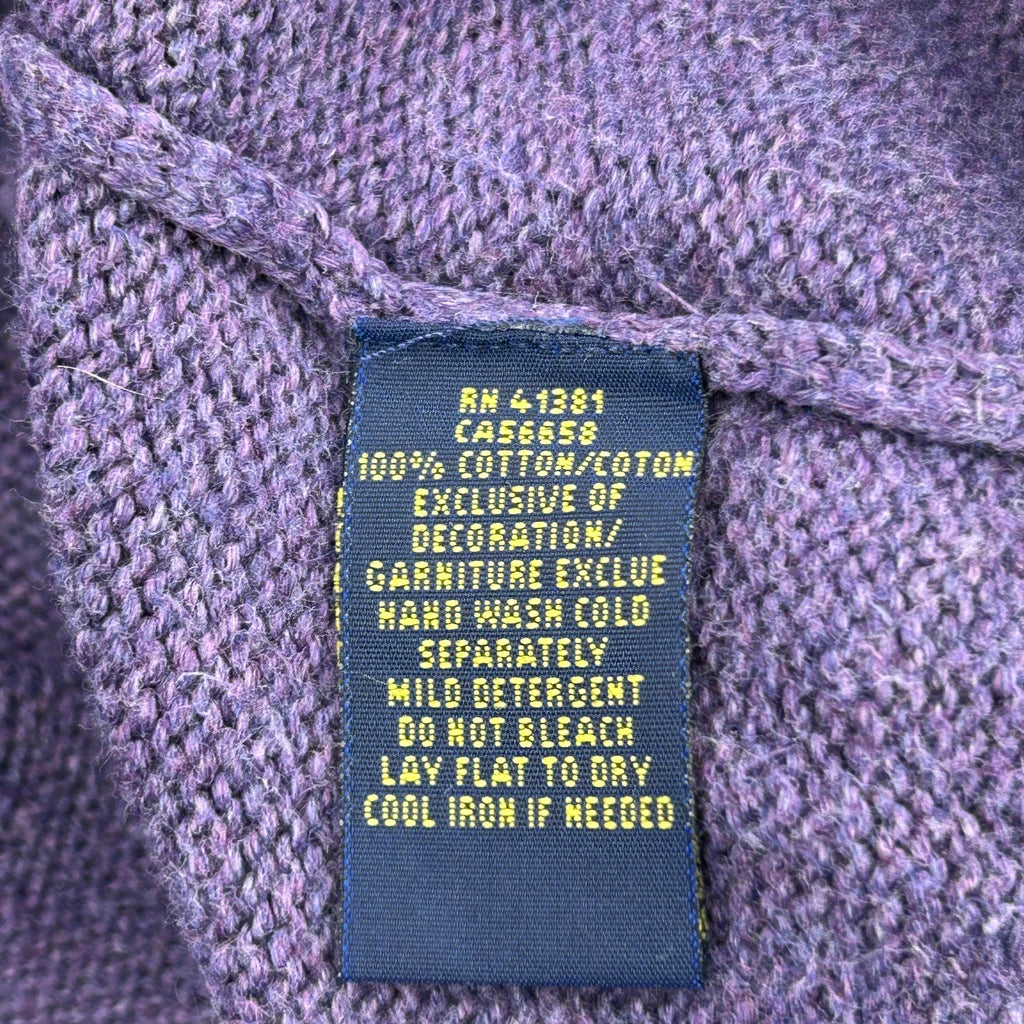 RN 41381
CA56658
100% COTTON/COTON
EXCLUSIVE OF
DECORATION/
GARNITURE EXCLUE
HAND WASH COLD
SEPARATELY
MILD DETERGENT
DO NOT BLEACH
LAY FLAT TO DRY
COOL IRON IF NEEDED